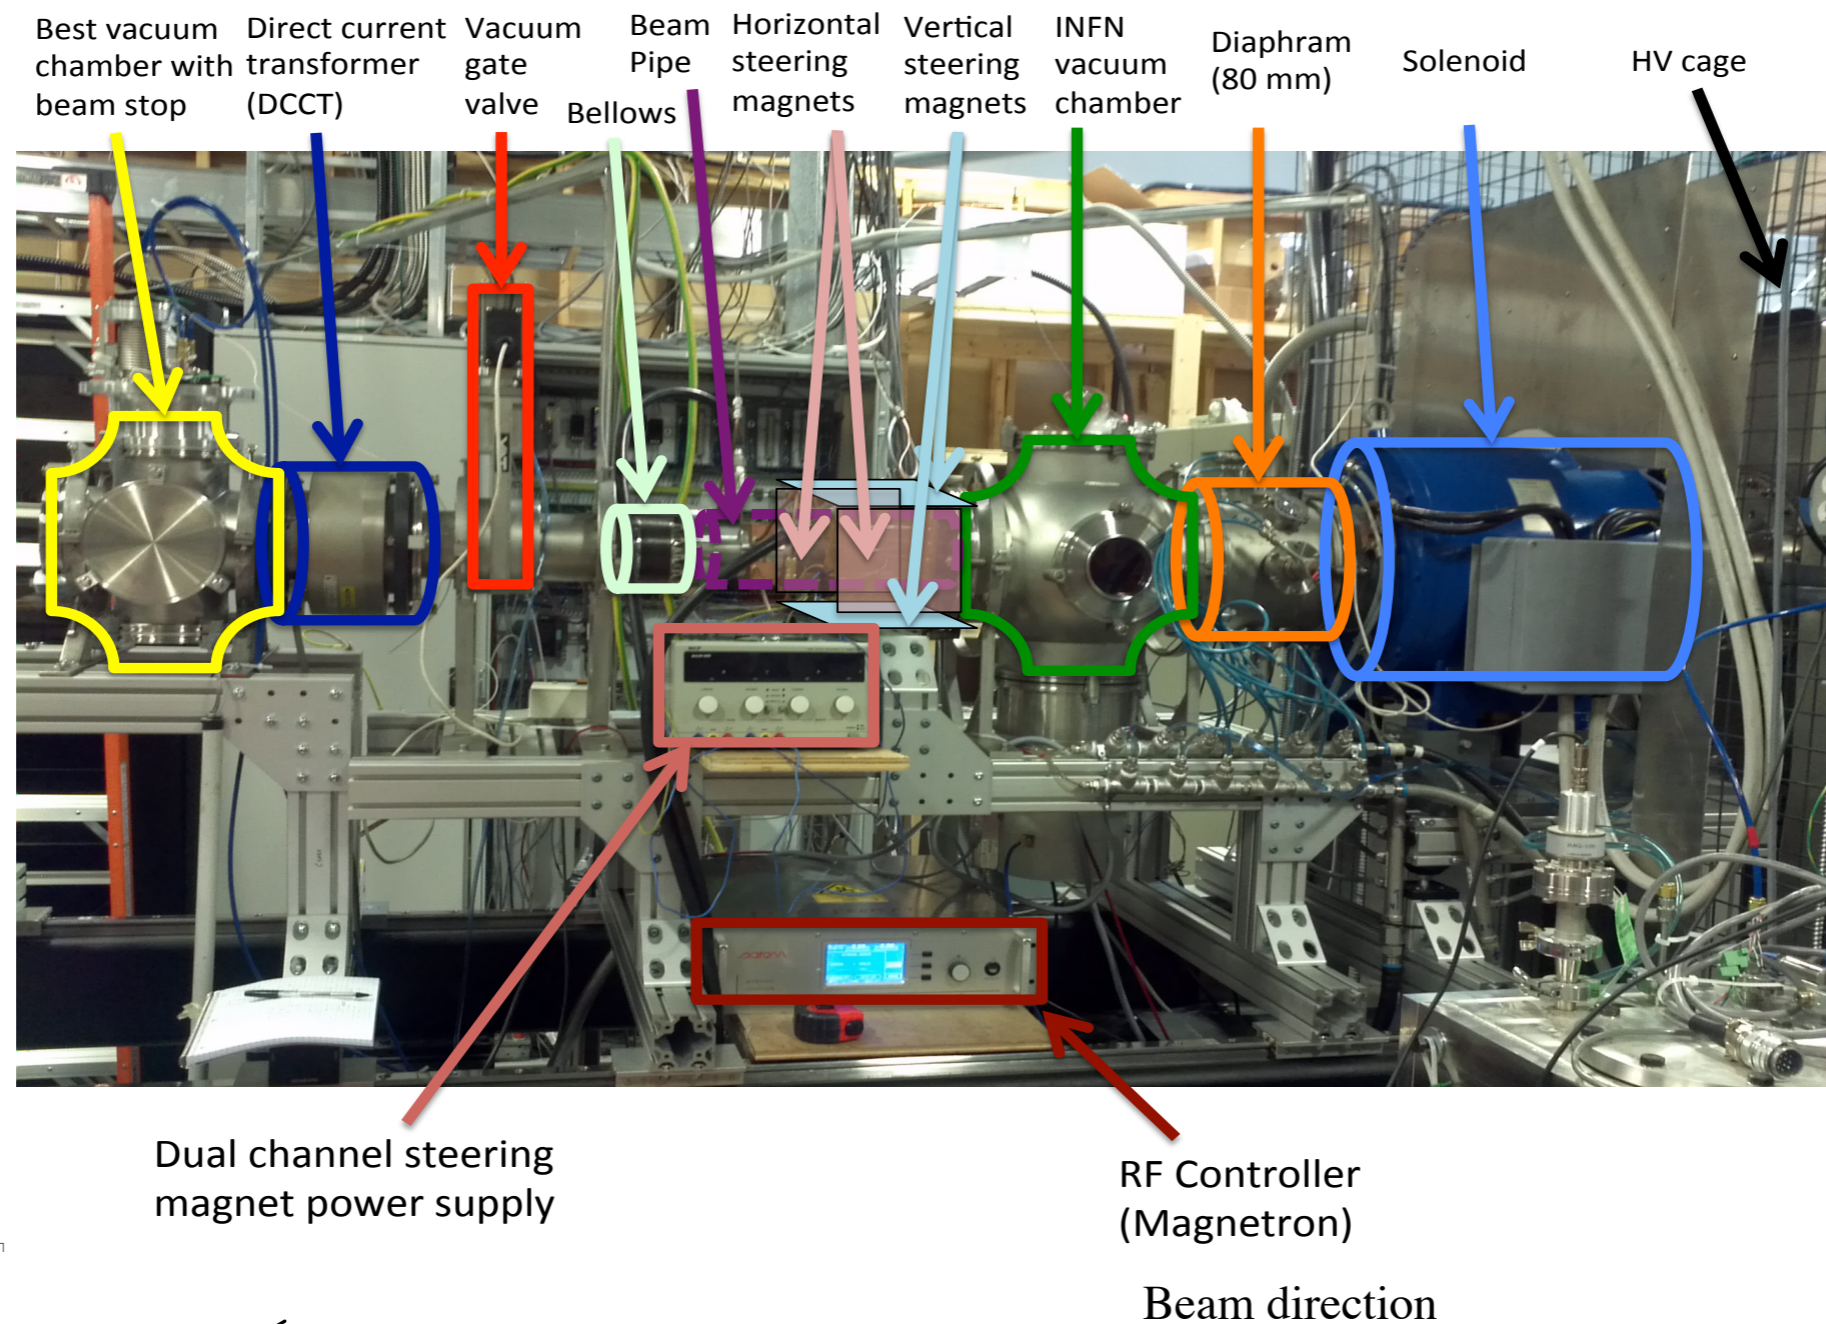 Best vacuum
chamber with
beam stop
Direct current
transformer
(DCCT)
Vacuum
gate
valve
Bellows
Beam
Pipe
Horizontal
steering
magnets
Vertical
steering
magnets
INFN
vacuum
chamber
Diaphram
(80 mm)
Solenoid
HV cage
Dual channel steering
magnet power supply
RF Controller
(Magnetron)
Beam direction